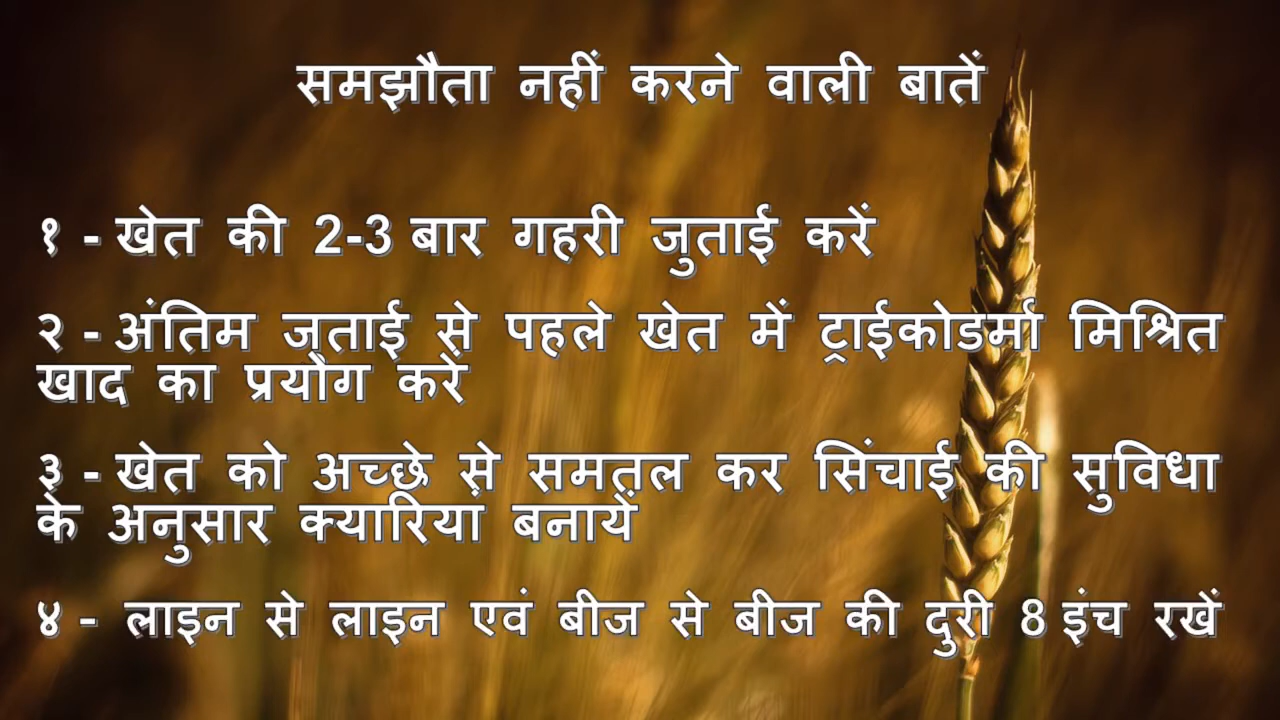 समझौता नहीं करने वाली बातें
१ - खेत की 2-3 बार गहरी जुताई करें
२ - अंतिम जुताई से पहले खेत में ट्राईकोडर्मा मिश्रित
खाद का प्रयोग करें
३ - खेत को अच्छे से समतल कर सिंचाई की सुविधा
के अनुसार क्यारियां बनायें
४ - लाइन से लाइन एवं बीज से बीज की दुरी 8 इंच रखें